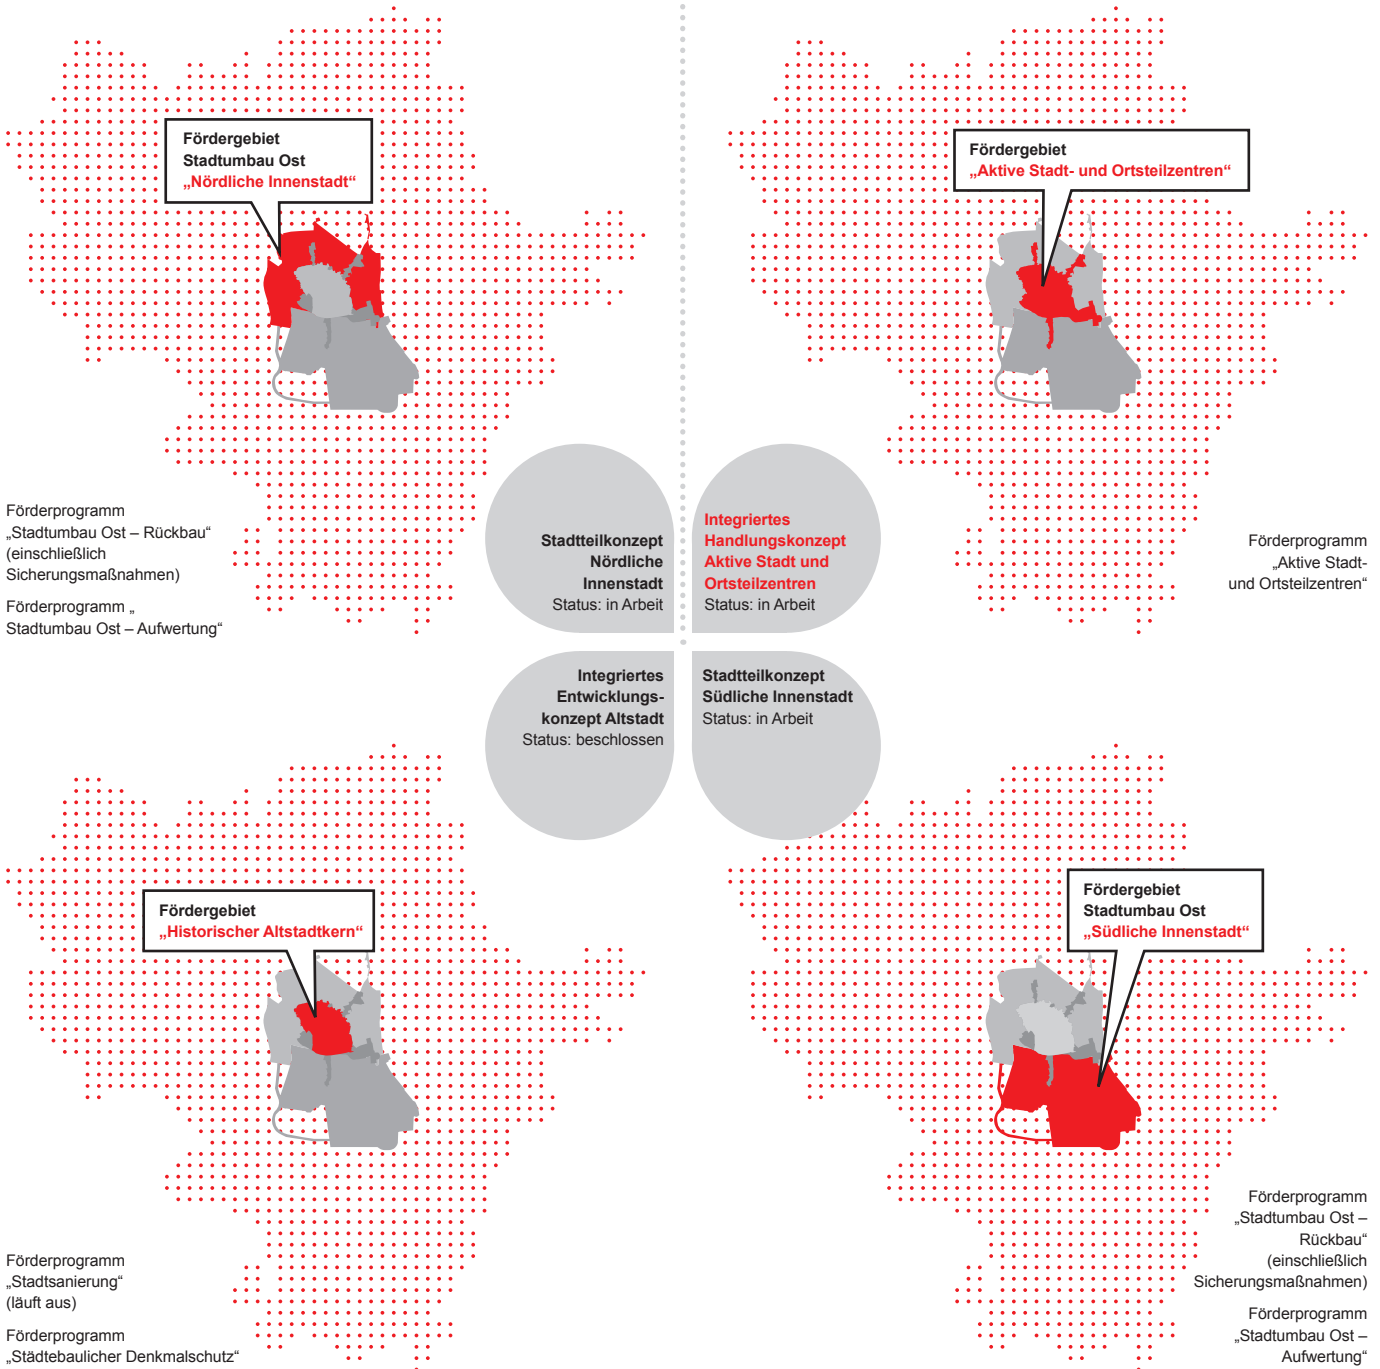 Fördergebiet
Stadtumbau Ost
„Nördliche Innenstadt“
Fördergebiet
„Aktive Stadt- und Ortsteilzentren“
Förderprogramm
„Stadtumbau Ost – Rückbau“
(einschließlich
Sicherungsmaßnahmen)
Förderprogramm „
Stadtumbau Ost – Aufwertung“
Stadtteilkonzept
Nördliche
Innenstadt
Status: in Arbeit
Integriertes
Handlungskonzept
Aktive Stadt und
Ortsteilzentren
Status: in Arbeit
Förderprogramm
„Aktive Stadt-
und Ortsteilzentren“
Integriertes
Entwicklungs-
konzept Altstadt
Status: beschlossen
Stadtteilkonzept
Südliche Innenstadt
Status: in Arbeit
Fördergebiet
„Historischer Altstadtkern“
Fördergebiet
Stadtumbau Ost
„Südliche Innenstadt“
Förderprogramm
„Stadtsanierung“
(läuft aus)
Förderprogramm
„Städtebaulicher Denkmalschutz“
Förderprogramm
„Stadtumbau Ost –
Rückbau“
(einschließlich
Sicherungsmaßnahmen)
Förderprogramm
„Stadtumbau Ost –
Aufwertung“